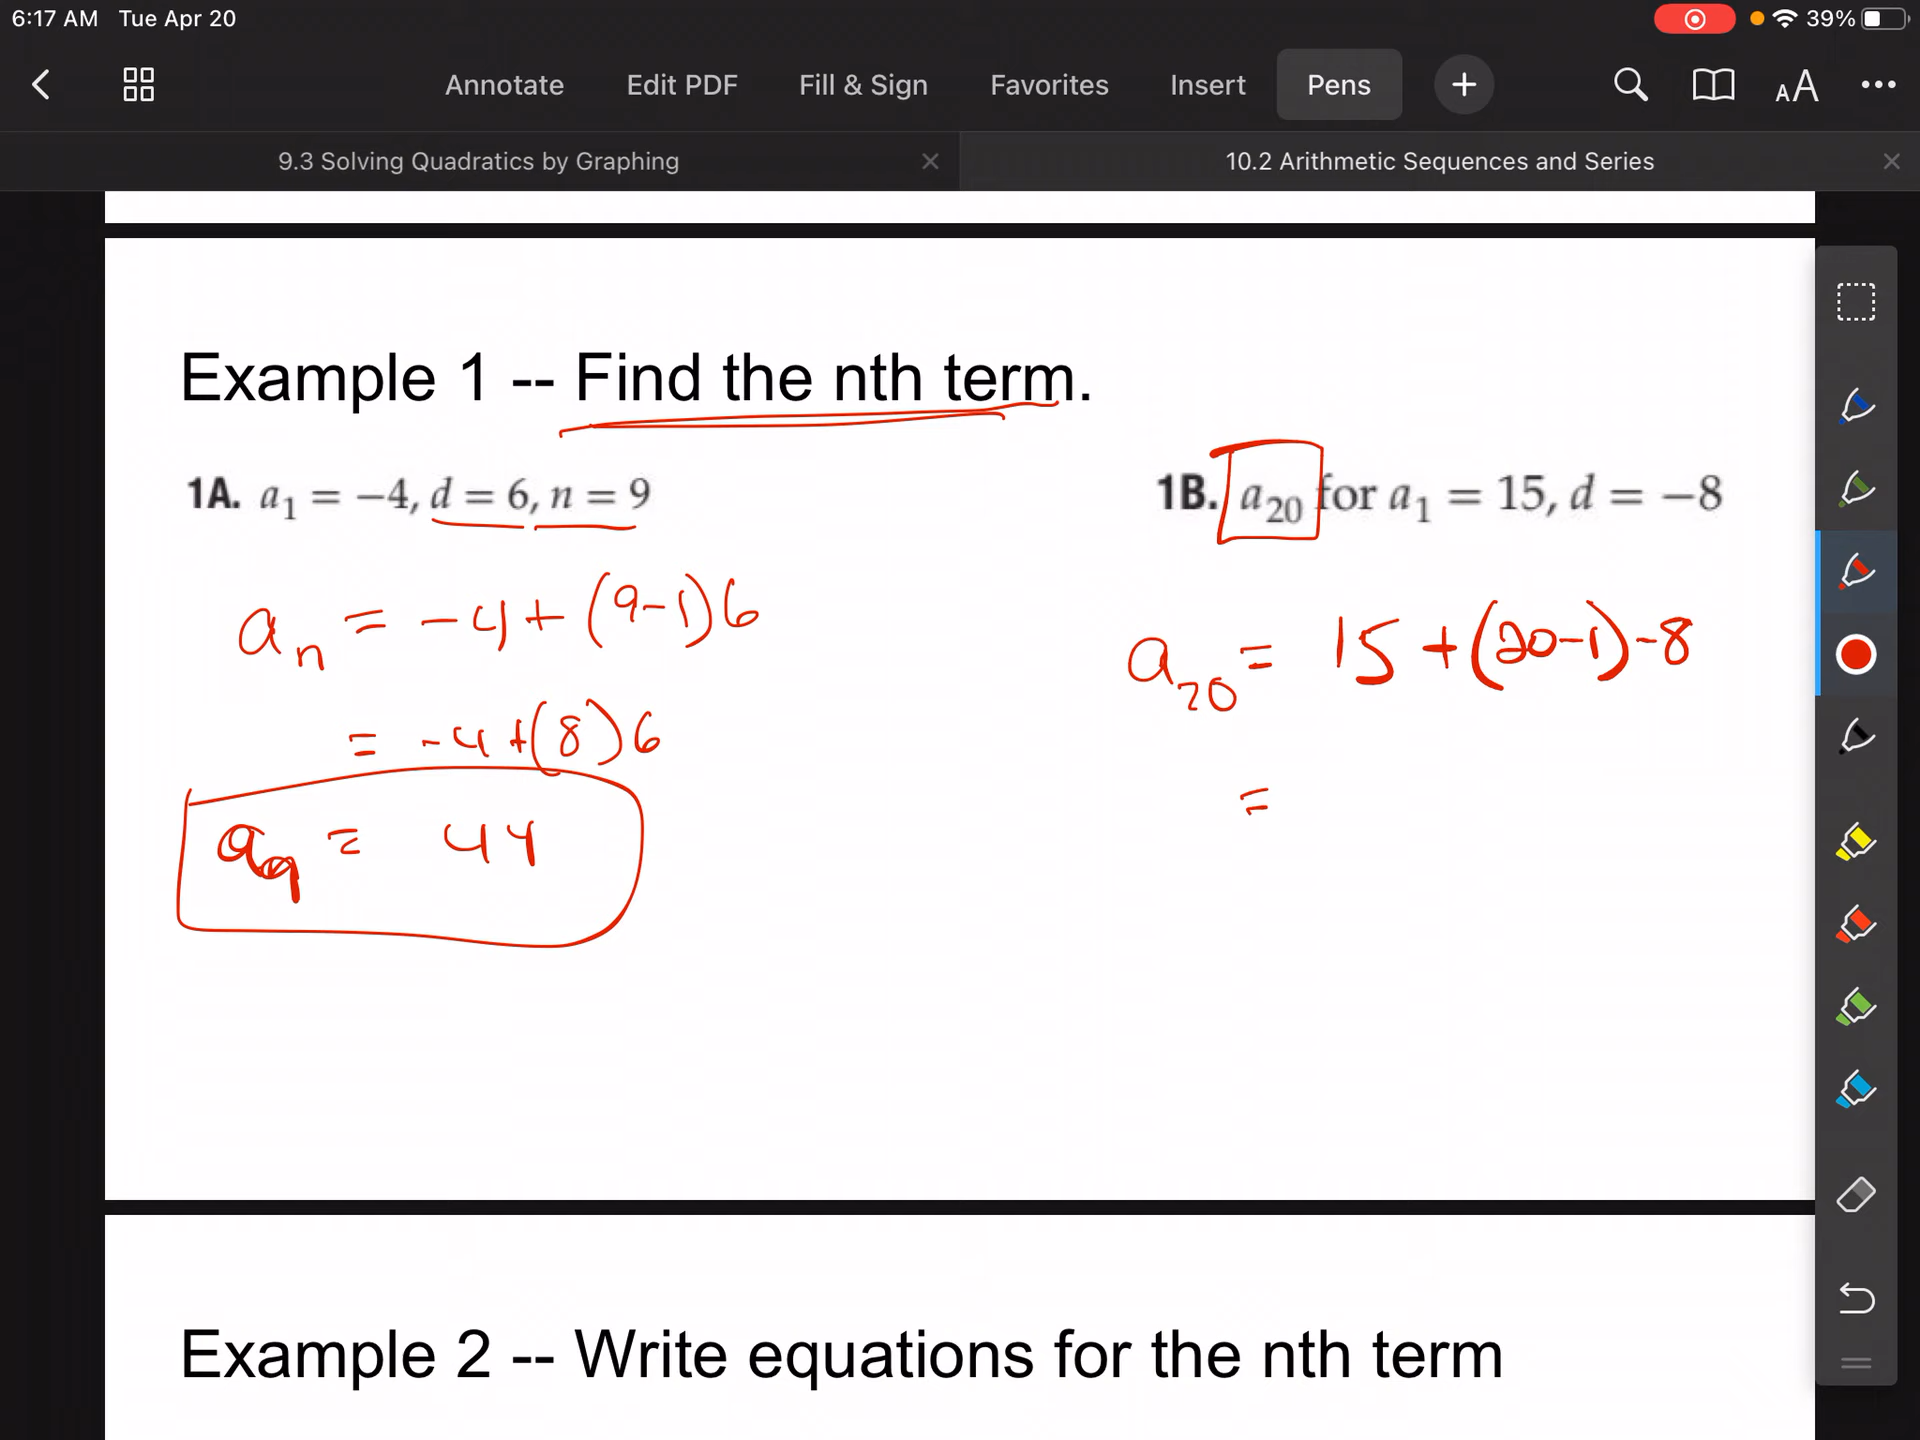 6:17 AM Tue Apr 20 39%
Annotate Edit PDF Fill & Sign Favorites Insert Pens + AA
9.3 Solving Quadratics by Graphing × 10.2 Arithmetic Sequences and Series ×
Example 1 -- Find the nth term.
1A. a₁ = −4, d = 6, n = 9
aₙ = -4+(9-1)6
= -4+(8)6
a₉ = 44
1B. a₂₀ for a₁ = 15, d = −8
a₂₀ = 15+(20-1)-8
=
Example 2 -- Write equations for the nth term